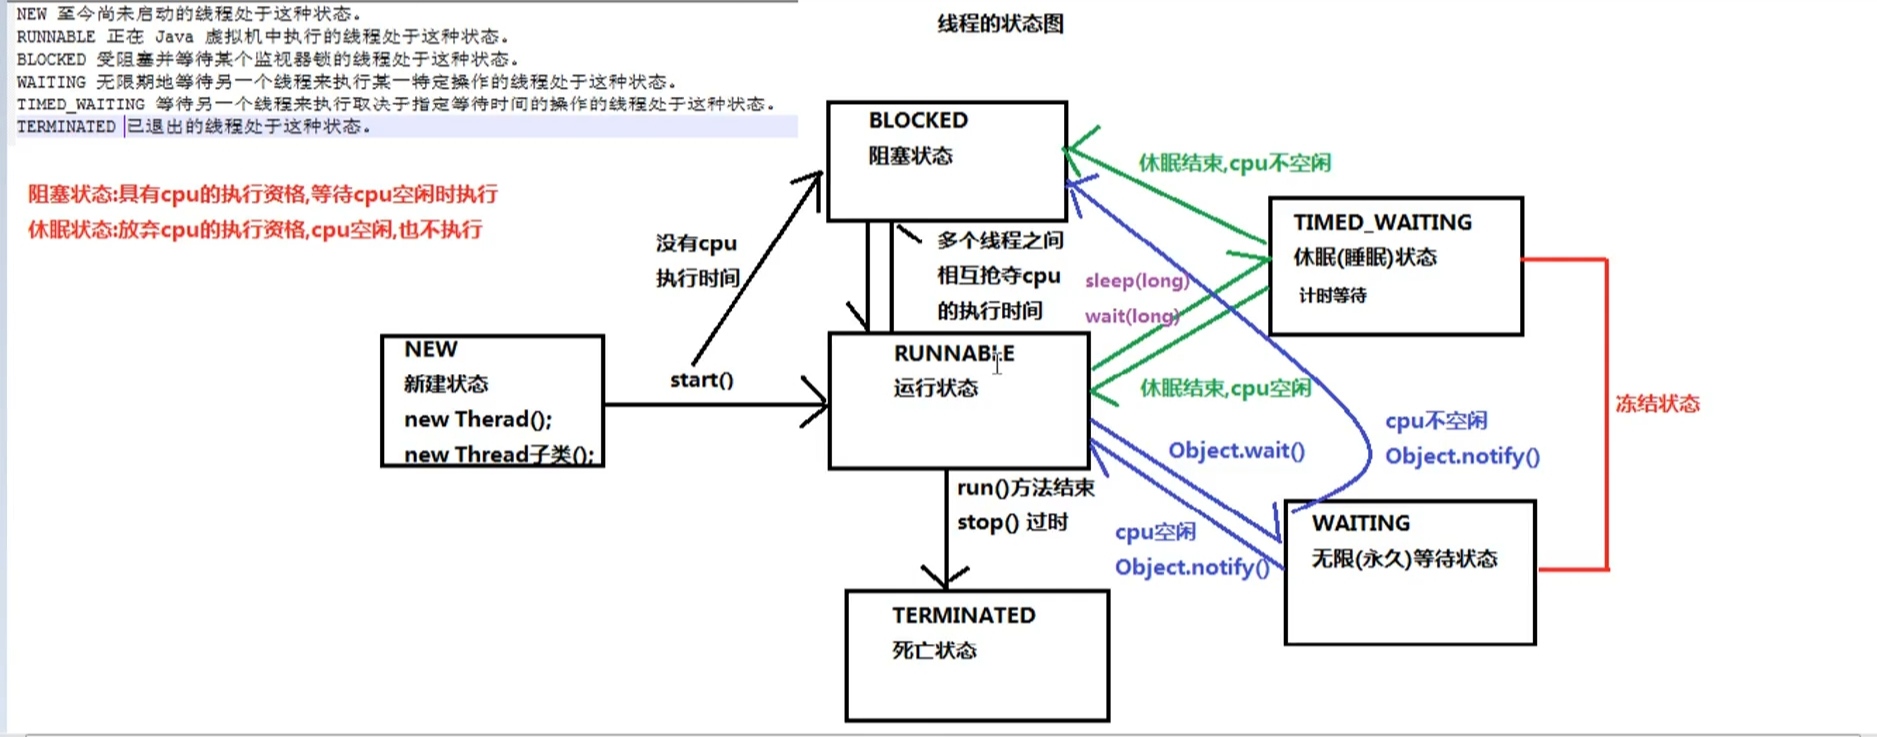 NEW 至今尚未启动的线程处于这种状态。
RUNNABLE 正在 Java 虚拟机中执行的线程处于这种状态。
BLOCKED 受阻塞并等待某个监视器锁的线程处于这种状态。
WAITING 无限期地等待另一个线程来执行某一特定操作的线程处于这种状态。
TIMED_WAITING 等待另一个线程来执行取决于指定等待时间的操作的线程处于这种状态。
TERMINATED 已退出的线程处于这种状态。
线程的状态图
阻塞状态:具有cpu的执行资格,等待cpu空闲时执行
休眠状态:放弃cpu的执行资格,cpu空闲,也不执行
BLOCKED
阻塞状态
休眠结束,cpu不空闲
TIMED_WAITING
休眠(睡眠)状态
计时等待
没有cpu
执行时间
多个线程之间
相互抢夺cpu
的执行时间
sleep(long)
wait(long)
NEW
新建状态
new Therad();
new Thread子类();
start()
RUNNABLE
运行状态
休眠结束,cpu空闲
冻结状态
cpu不空闲
Object.notify()
Object.wait()
run()方法结束
stop() 过时
cpu空闲
Object.notify()
WAITING
无限(永久)等待状态
TERMINATED
死亡状态